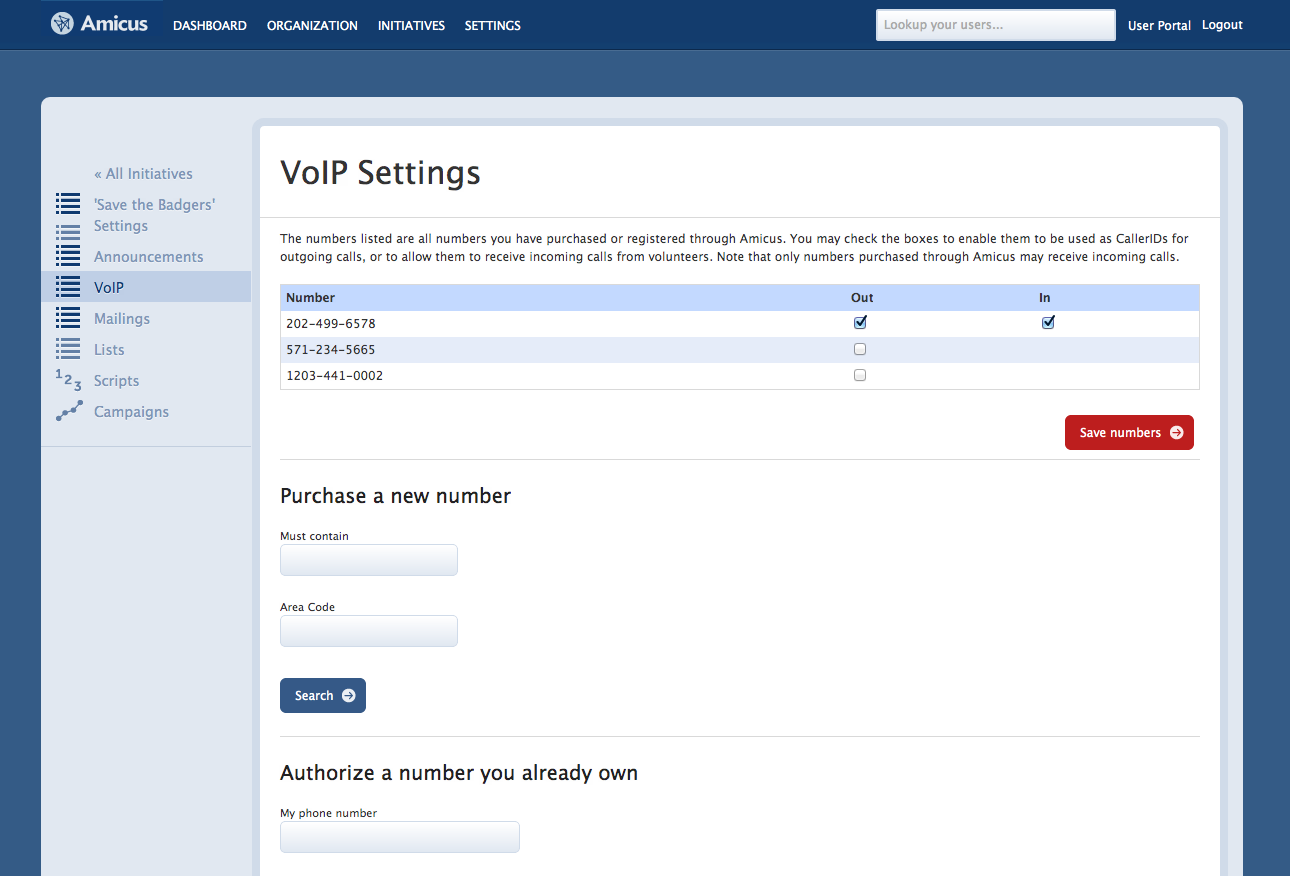 Amicus DASHBOARD ORGANIZATION INITIATIVES SETTINGS Lookup your users... User Portal Logout
« All Initiatives
'Save the Badgers'
Settings
Announcements
VoIP
Mailings
Lists
123 Scripts
Campaigns
VoIP Settings
The numbers listed are all numbers you have purchased or registered through Amicus. You may check the boxes to enable them to be used as CallerIDs for
outgoing calls, or to allow them to receive incoming calls from volunteers. Note that only numbers purchased through Amicus may receive incoming calls.
Number Out In
202-499-6578
571-234-5665
1203-441-0002
Save numbers
Purchase a new number
Must contain
Area Code
Search
Authorize a number you already own
My phone number